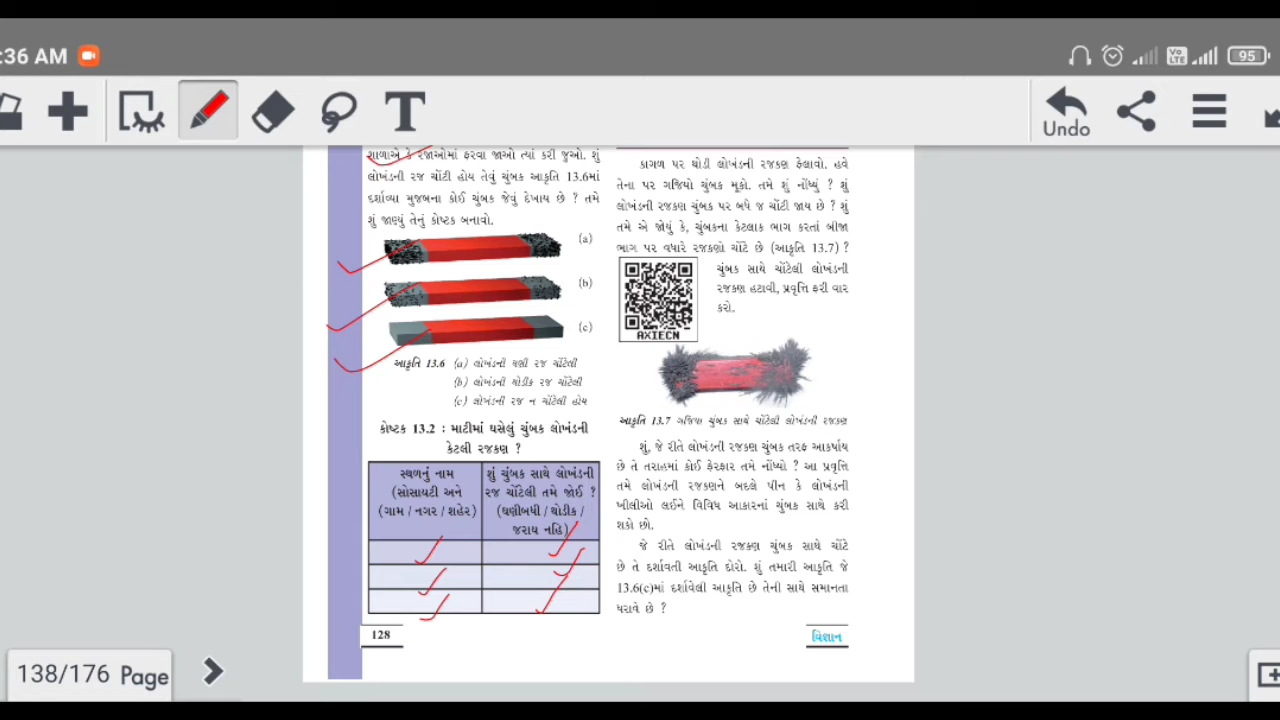 :36 AM
Vo LTE
95
T
Undo
શાળાએ કે રજાઓમાં ફરવા જાઓ ત્યાં કરી જુઓ. શું
લોખંડની રજ ચોંટી હોય તેવું ચુંબક આકૃતિ 13.6માં
દર્શાવ્યા મુજબના કોઈ ચુંબક જેવું દેખાય છે ? તમે
શું જાણ્યું તેનું કોષ્ટક બનાવો.
(a)
(b)
(c)
આકૃતિ 13.6 (a) લોખંડની ઘણી રજ ચોંટેલી
(b) લોખંડની થોડીક રજ ચોંટેલી
(c) લોખંડની રજ ન ચોંટેલી હોય
કોષ્ટક 13.2 : માટીમાં ઘસેલું ચુંબક લોખંડની
કેટલી રજકણ ?
સ્થળનું નામ
(સોસાયટી અને
(ગામ / નગર / શહેર)
શું ચુંબક સાથે લોખંડની
રજ ચોંટેલી તમે જોઈ ?
(ઘણીબધી / થોડીક /
જરાય નહિ)
128
કાગળ પર થોડી લોખંડની રજકણ ફેલાવો. હવે
તેના પર ગજિયો ચુંબક મૂકો. તમે શું નોંધ્યું ? શું
લોખંડની રજકણ ચુંબક પર બધે જ ચોંટી જાય છે ? શું
તમે એ જોયું કે, ચુંબકના કેટલાક ભાગ કરતાં બીજા
ભાગ પર વધારે રજકણો ચોંટે છે (આકૃતિ 13.7) ?
ચુંબક સાથે ચોંટેલી લોખંડની
રજકણ હટાવી, પ્રવૃત્તિ ફરી વાર
કરો.
AXIECN
આકૃતિ 13.7 ગજિયા ચુંબક સાથે ચોંટેલી લોખંડની રજકણ
શું, જે રીતે લોખંડની રજકણ ચુંબક તરફ આકર્ષાય
છે તે તરાહમાં કોઈ ફેરફાર તમે નોંધ્યો ? આ પ્રવૃત્તિ
તમે લોખંડની રજકણને બદલે પીન કે લોખંડની
ખીલીઓ લઈને વિવિધ આકારનાં ચુંબક સાથે કરી
શકો છો.
જે રીતે લોખંડની રજકણ ચુંબક સાથે ચોંટે
છે તે દર્શાવતી આકૃતિ દોરો. શું તમારી આકૃતિ જે
13.6(c)માં દર્શાવેલી આકૃતિ છે તેની સાથે સમાનતા
ધરાવે છે ?
વિજ્ઞાન
138/176 Page